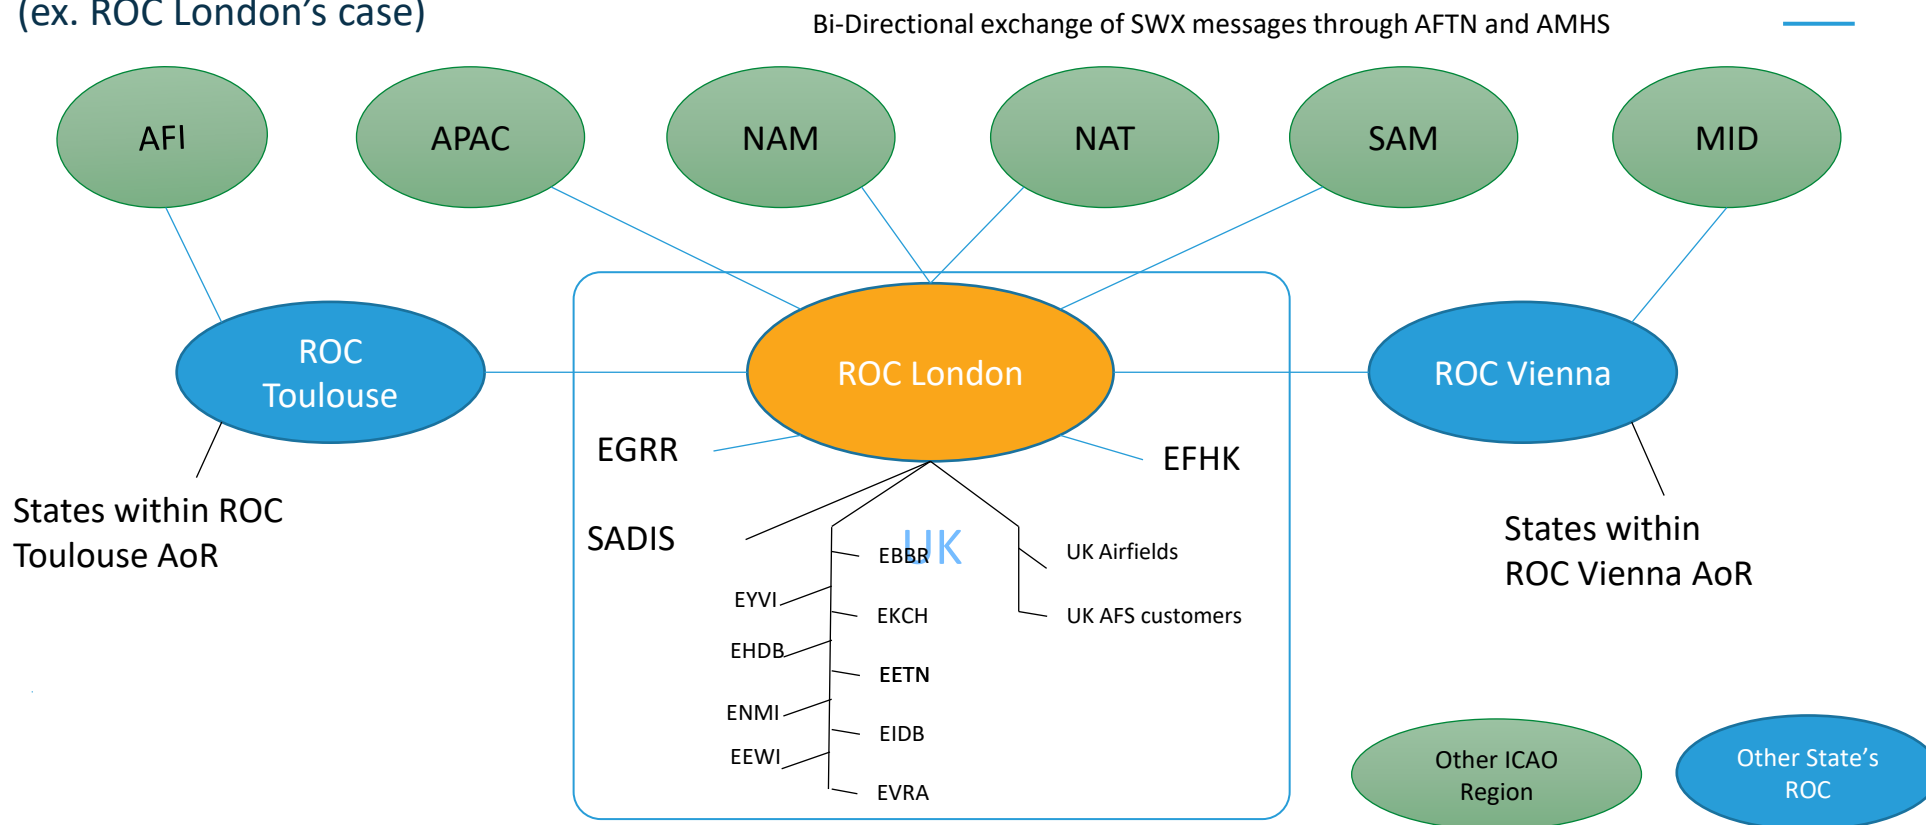 (ex. ROC London’s case)
Bi-Directional exchange of SWX messages through AFTN and AMHS
AFI
APAC
NAM
NAT
SAM
MID
ROC
Toulouse
ROC London
ROC Vienna
EGRR
EFHK
States within ROC
Toulouse AoR
SADIS
UK
States within
ROC Vienna AoR
EBBR
UK Airfields
EYVI
EKCH
UK AFS customers
EHDB
EETN
ENMI
EIDB
EEWI
EVRA
Other ICAO
Region
Other State’s
ROC